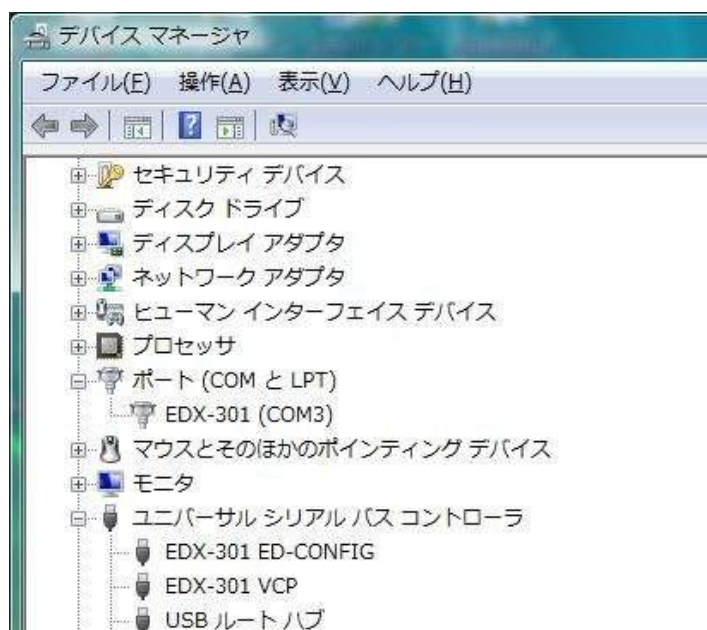 デバイス マネージャ
ファイル(F) 操作(A) 表示(V) ヘルプ(H)
セキュリティ デバイス
ディスク ドライブ
ディスプレイ アダプタ
ネットワーク アダプタ
ヒューマン インターフェイス デバイス
プロセッサ
ポート (COM と LPT)
EDX-301 (COM3)
マウスとそのほかのポインティング デバイス
モニタ
ユニバーサル シリアル バス コントローラ
EDX-301 ED-CONFIG
EDX-301 VCP
USB ルート ハブ